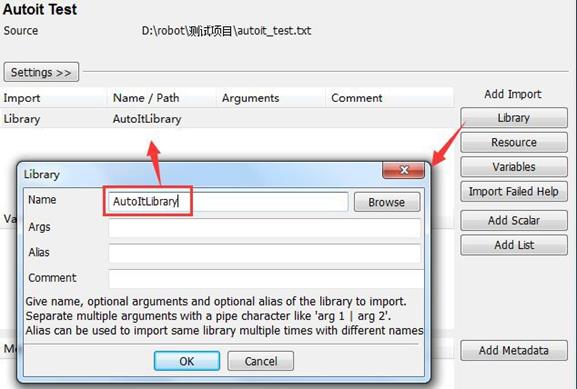 Autoit Test
Source D:\robot\测试项目\autoit_test.txt
Settings >>
Import Name / Path Arguments Comment Add Import
Library AutoItLibrary Library
Resource
Variables
Import Failed Help
Add Scalar
Add List
Add Metadata
Library
Name AutoItLibrary Browse
Args
Alias
Comment
Give name, optional arguments and optional alias of the library to import.
Separate multiple arguments with a pipe character like 'arg 1 | arg 2'.
Alias can be used to import same library multiple times with different names
OK Cancel